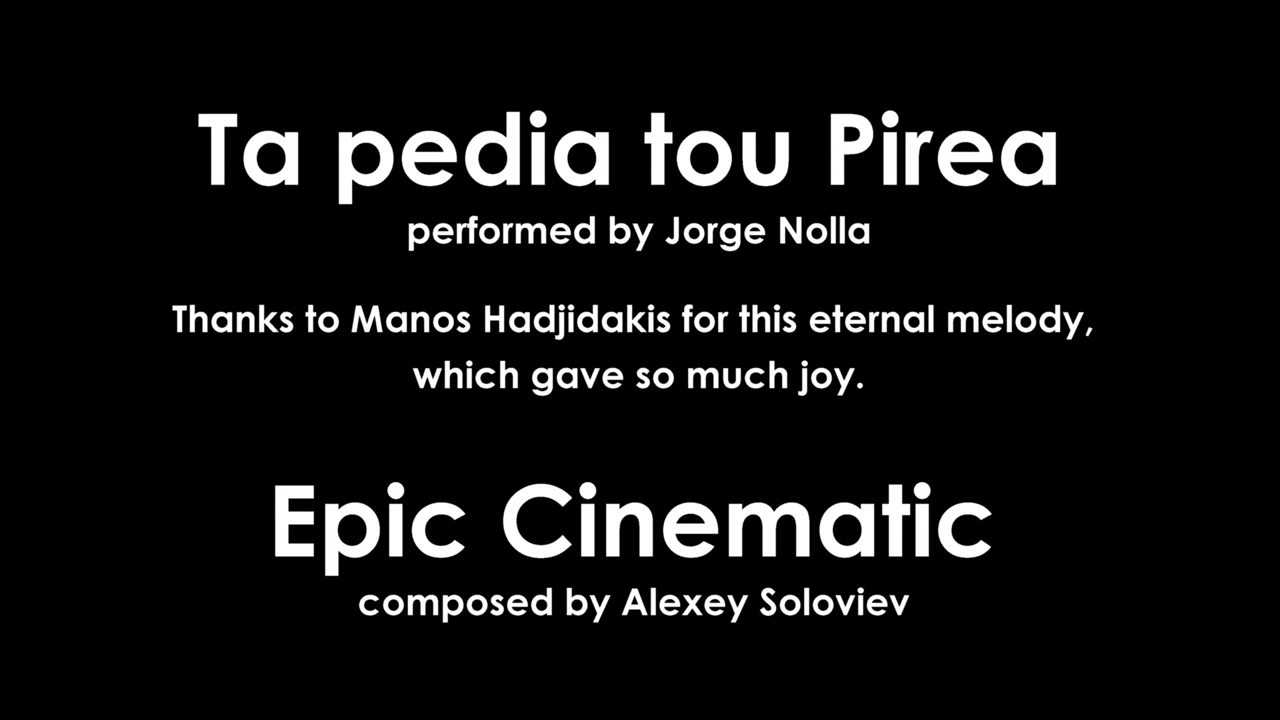 Ta pedia tou Pirea
performed by Jorge Nolla
Thanks to Manos Hadjidakis for this eternal melody,
which gave so much joy.
Epic Cinematic
composed by Alexey Soloviev